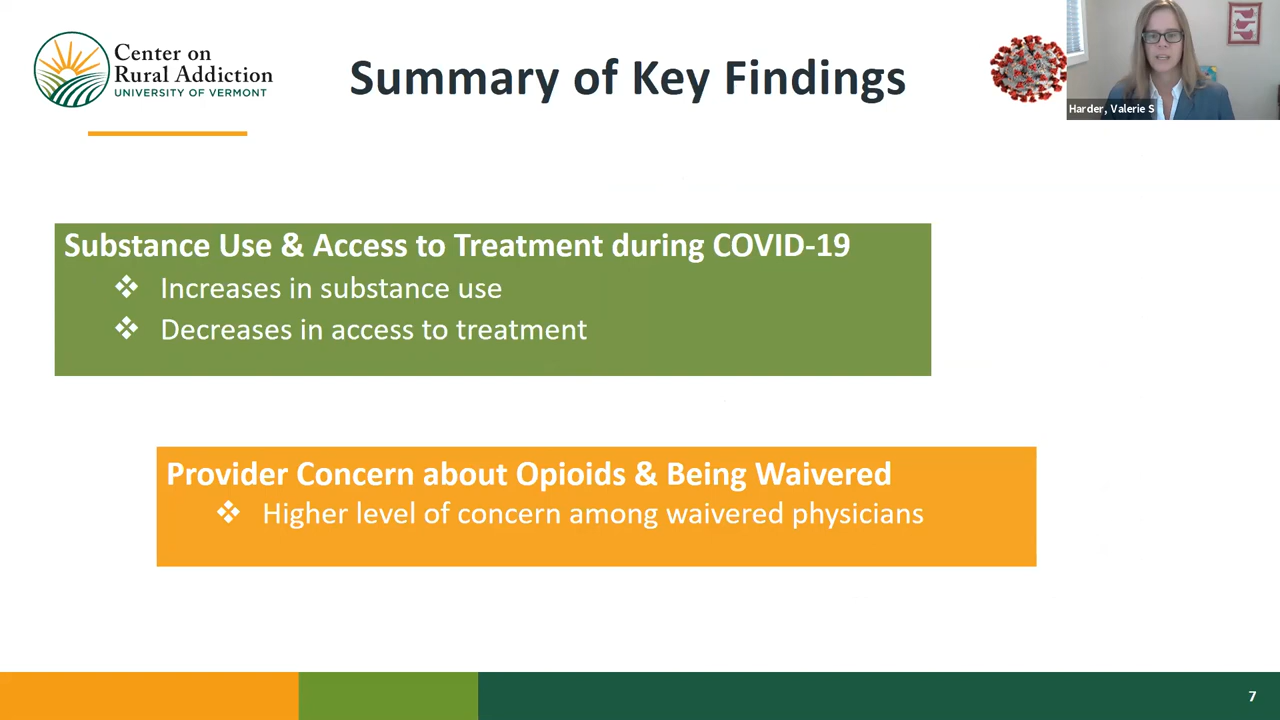 Center on
Rural Addiction
UNIVERSITY OF VERMONT
Summary of Key Findings
Harder, Valerie S
Substance Use & Access to Treatment during COVID-19
❖ Increases in substance use
❖ Decreases in access to treatment
Provider Concern about Opioids & Being Waivered
❖ Higher level of concern among waivered physicians
7